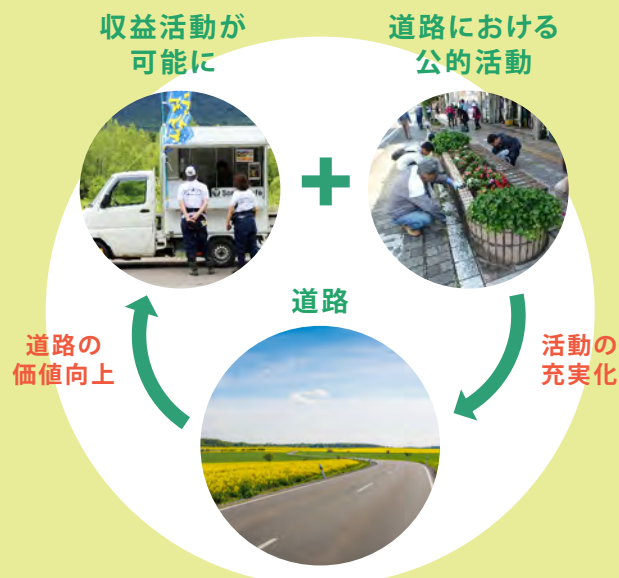 収益活動が
可能に
道路における
公的活動
道路
道路の
価値向上
活動の
充実化